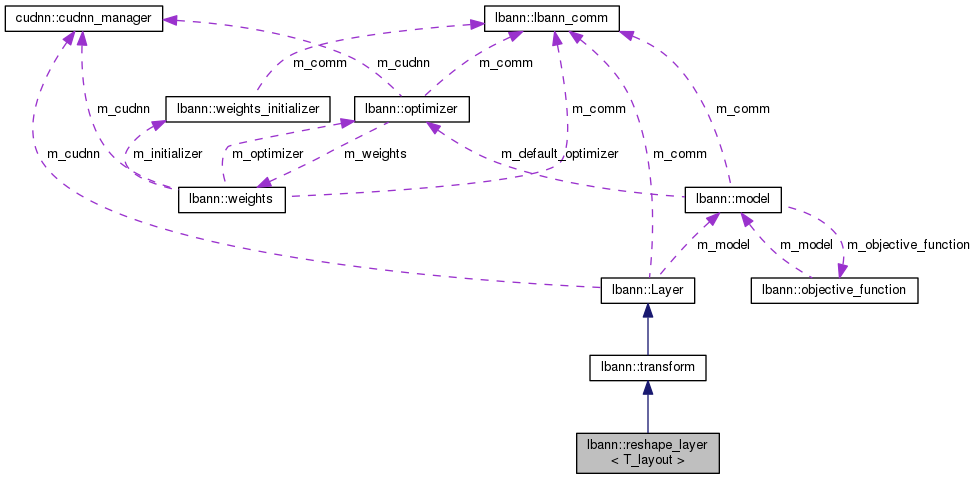 cudnn::cudnn_manager
lbann::lbann_comm
m_comm
m_cudnn
m_comm
lbann::weights_initializer
lbann::optimizer
m_cudnn
m_comm
m_comm
m_cudnn
m_initializer
m_optimizer
m_weights
m_default_optimizer
m_comm
lbann::weights
lbann::model
m_model
m_model
m_objective_function
lbann::Layer
lbann::objective_function
lbann::transform
lbann::reshape_layer
< T_layout >